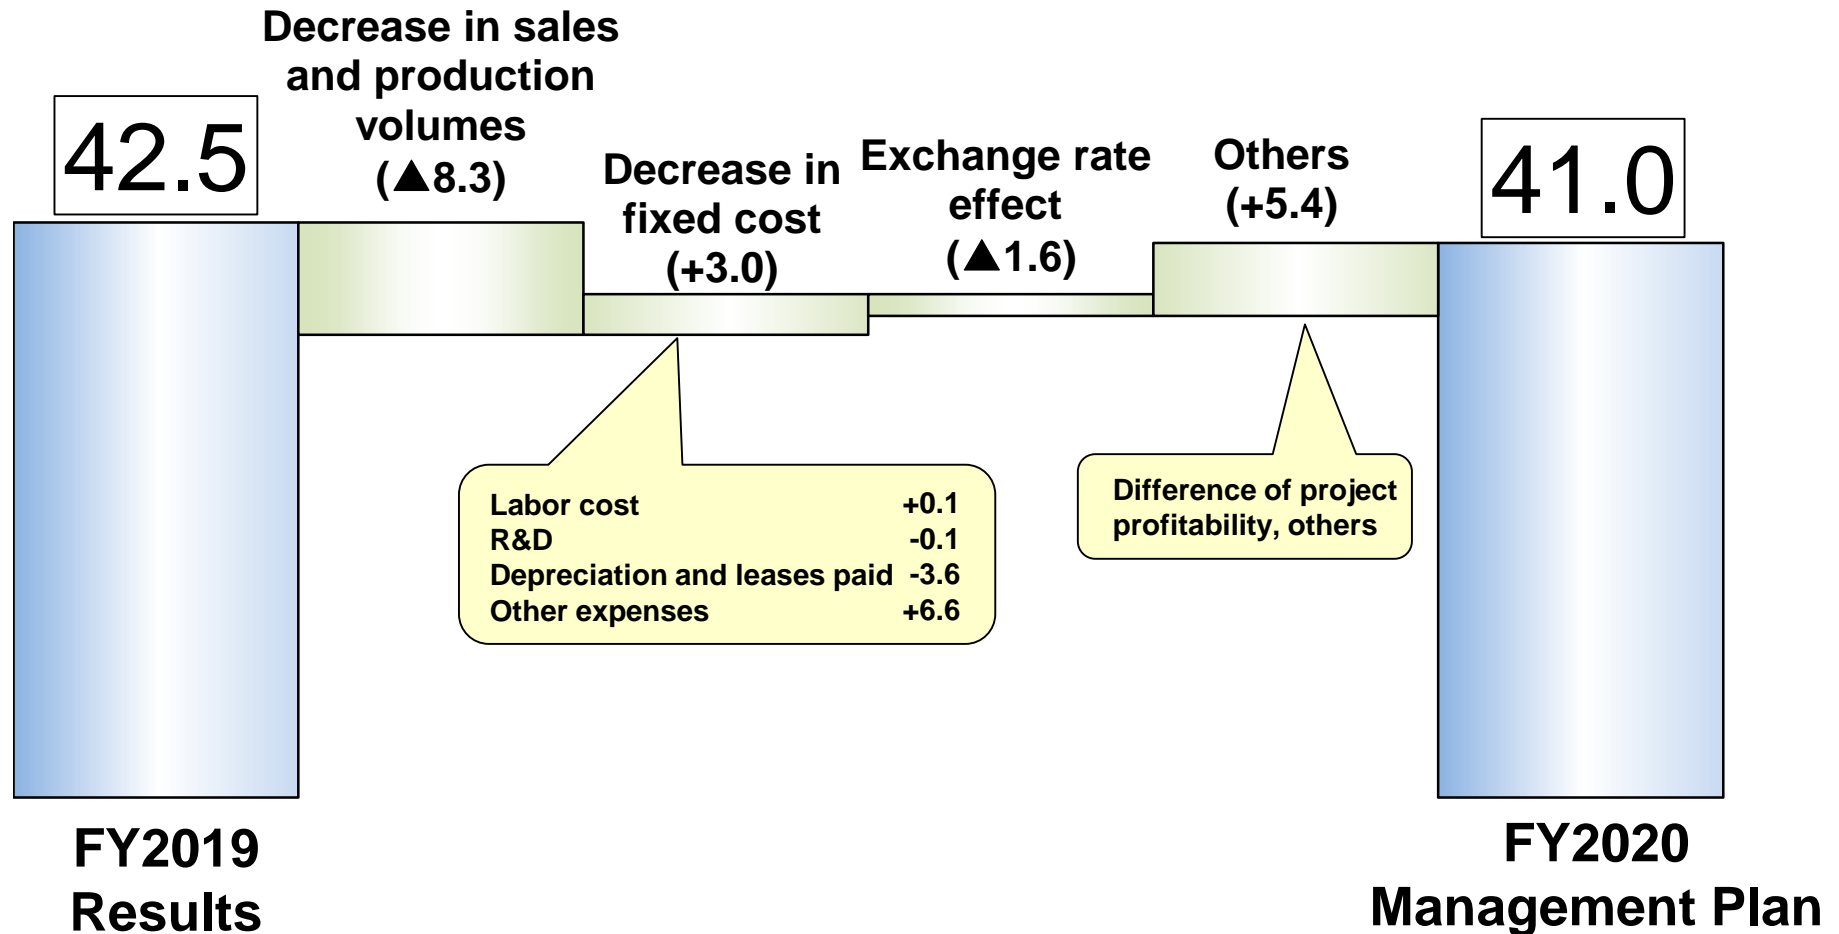 42.5
Decrease in sales
and production
volumes
(▲8.3)
Decrease in
fixed cost
(+3.0)
Exchange rate
effect
(▲1.6)
Others
(+5.4)
41.0
Labor cost +0.1
R&D -0.1
Depreciation and leases paid -3.6
Other expenses +6.6
Difference of project
profitability, others
FY2019
Results
FY2020
Management Plan